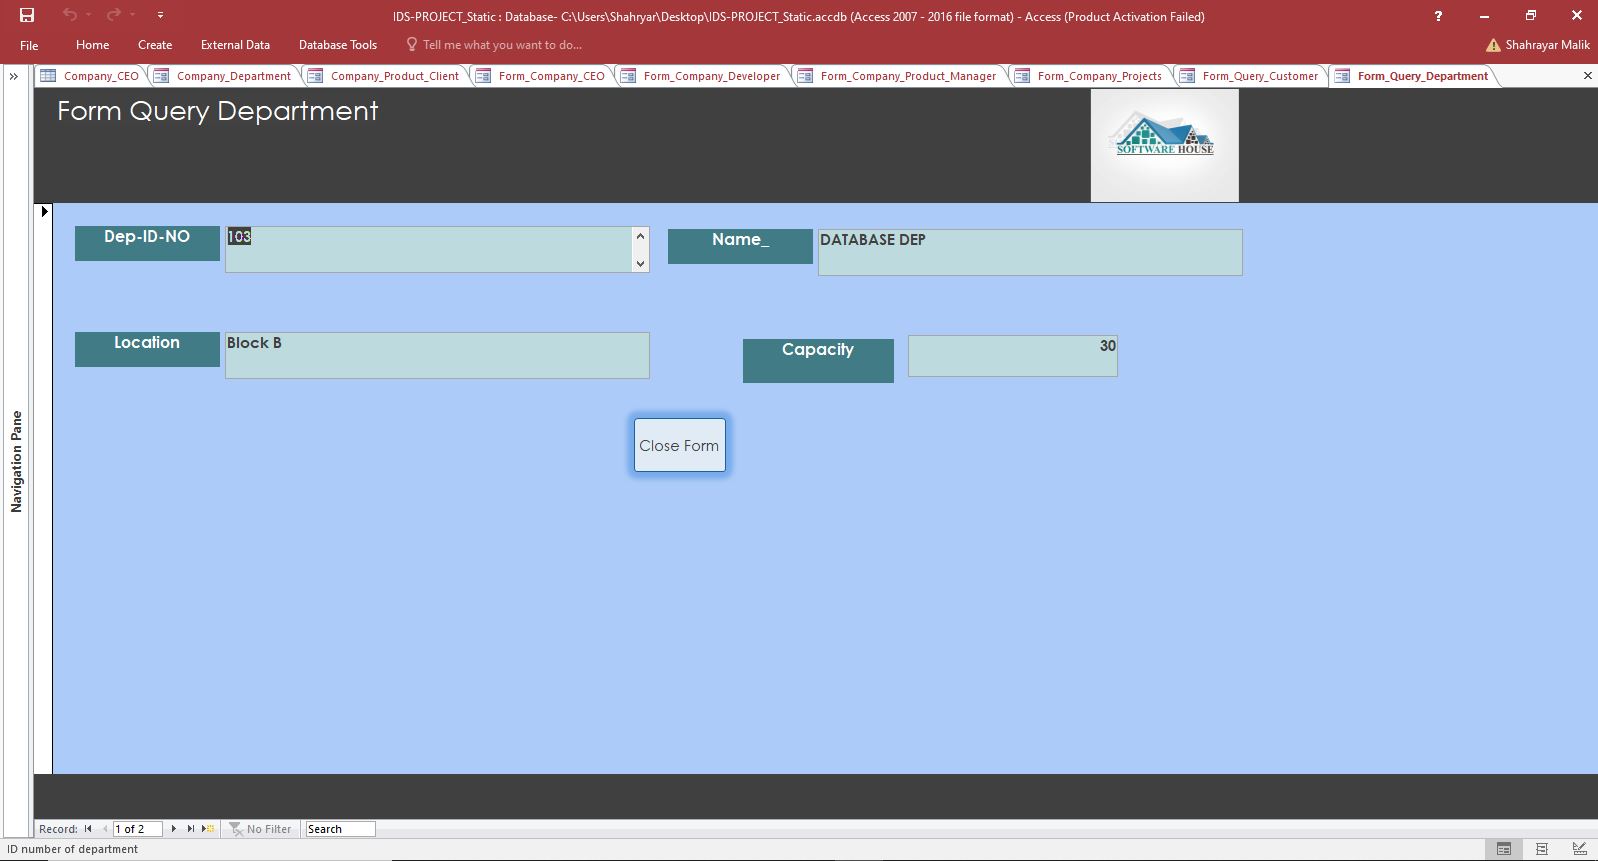 IDS-PROJECT_Static : Database- C:\Users\Shahryar\Desktop\IDS-PROJECT_Static.accdb (Access 2007 - 2016 file format) - Access (Product Activation Failed)
?
File Home Create External Data Database Tools Tell me what you want to do... Shahrayar Malik
Company_CEO Company_Department Company_Product_Client Form_Company_CEO Form_Company_Developer Form_Company_Product_Manager Form_Company_Projects Form_Query_Customer Form_Query_Department
Form Query Department
SOFTWARE HOUSE
Dep-ID-NO 103 Name_ DATABASE DEP
Location Block B Capacity 30
Close Form
Navigation Pane
Record: 1 of 2 No Filter Search
ID number of department